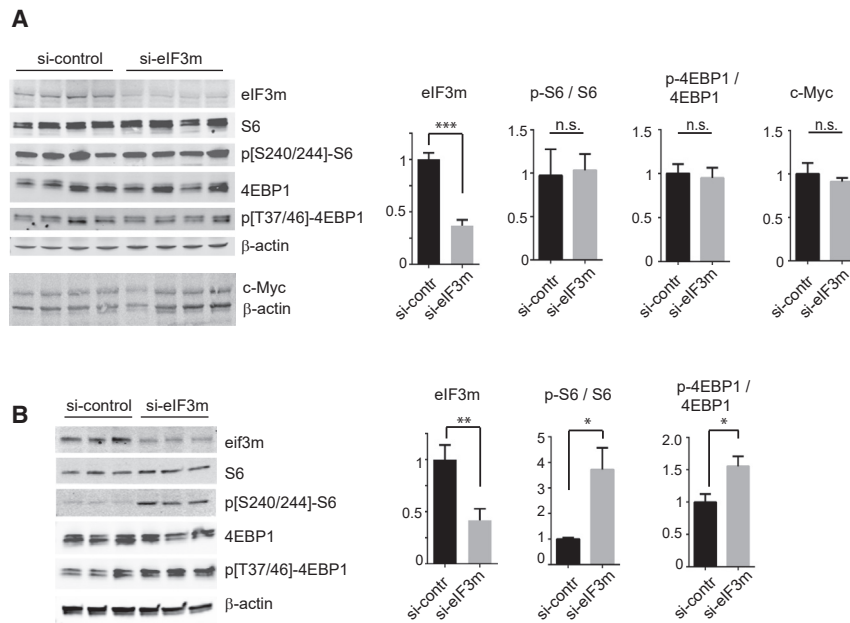 A
si-control si-eIF3m
eIF3m
S6
p[S240/244]-S6
4EBP1
p[T37/46]-4EBP1
β-actin
c-Myc
β-actin
eIF3m
***
1
0.5
0
si-contr
si-eIF3m
p-S6 / S6
n.s.
1.5
1
0.5
0
si-contr
si-eIF3m
p-4EBP1 /
4EBP1
n.s.
1.5
1
0.5
0
si-contr
si-eIF3m
c-Myc
n.s.
1.5
1
0.5
0
si-contr
si-eIF3m
B
si-control si-eIF3m
eif3m
S6
p[S240/244]-S6
4EBP1
p[T37/46]-4EBP1
β-actin
eIF3m
**
1
0.5
0
si-contr
si-eIF3m
p-S6 / S6
*
5
4
3
2
1
0
si-contr
si-eIF3m
p-4EBP1 /
4EBP1
*
2.0
1.5
1
0.5
0
si-contr
si-eIF3m